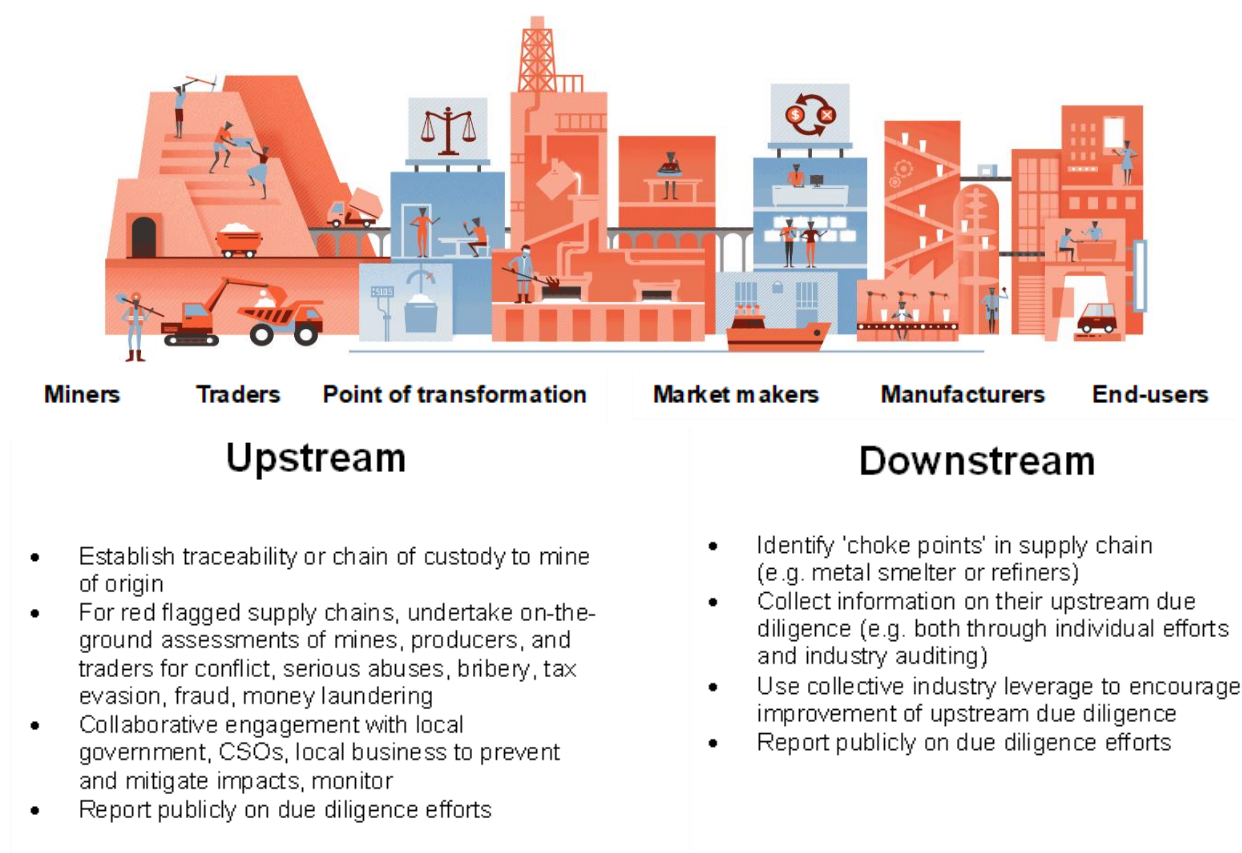 Miners Traders Point of transformation Market makers Manufacturers End-users
Upstream
• Establish traceability or chain of custody to mine
of origin
• For red flagged supply chains, undertake on-the-
ground assessments of mines, producers, and
traders for conflict, serious abuses, bribery, tax
evasion, fraud, money laundering
• Collaborative engagement with local
government, CSOs, local business to prevent
and mitigate impacts, monitor
• Report publicly on due diligence efforts
Downstream
• Identify 'choke points' in supply chain
(e.g. metal smelter or refiners)
• Collect information on their upstream due
diligence (e.g. both through individual efforts
and industry auditing)
• Use collective industry leverage to encourage
improvement of upstream due diligence
• Report publicly on due diligence efforts